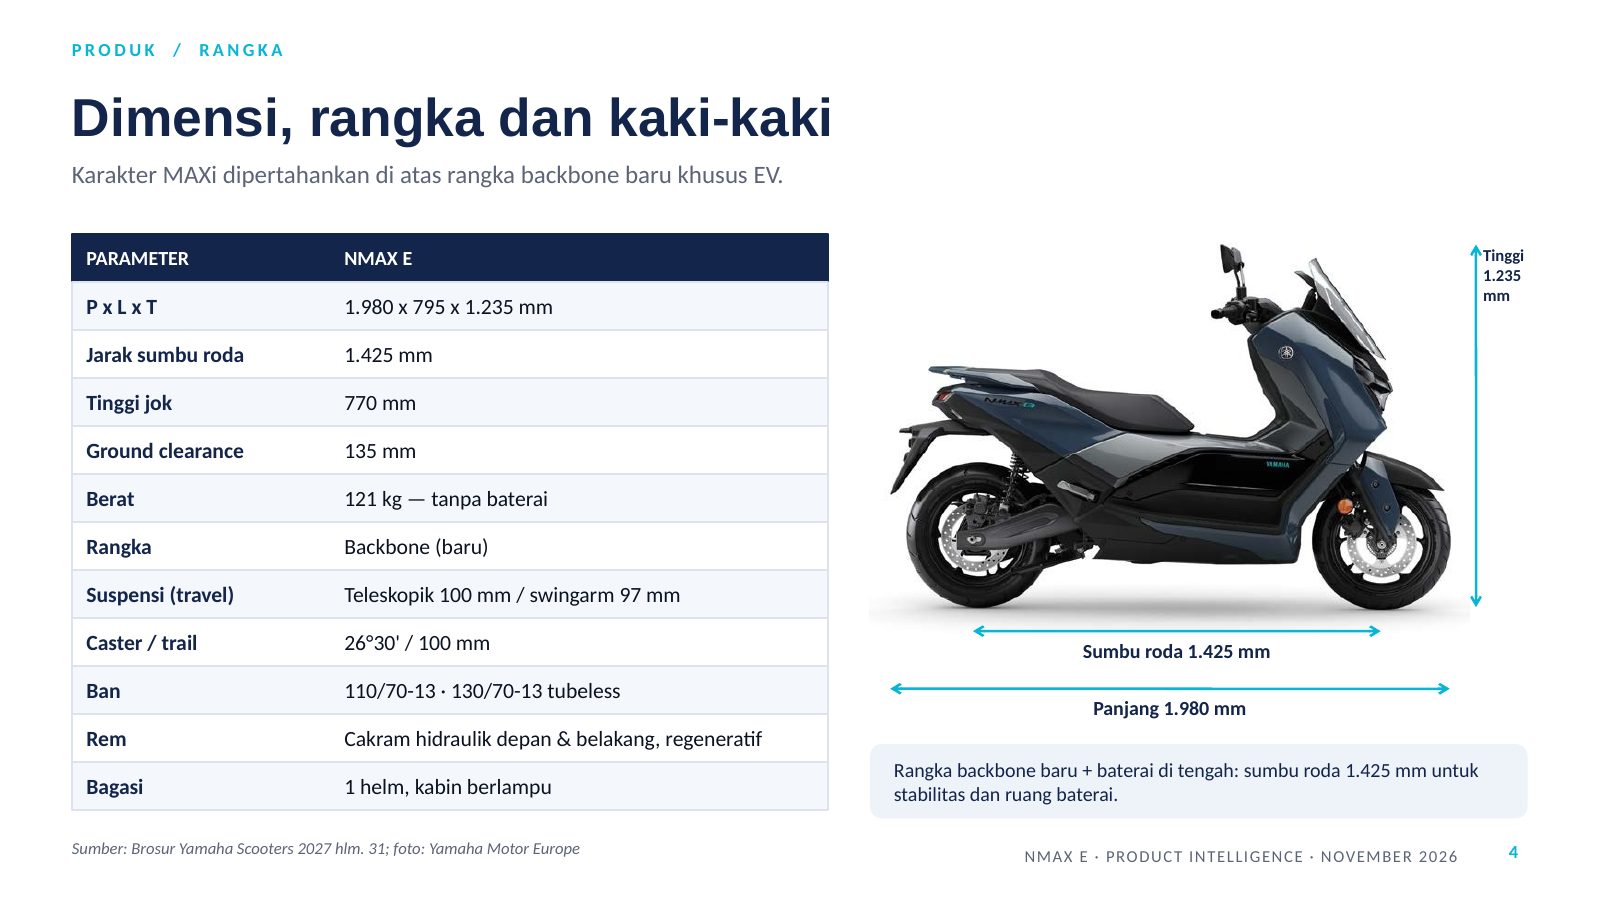 PRODUK / RANGKA
Dimensi, rangka dan kaki-kaki
Karakter MAXi dipertahankan di atas rangka backbone baru khusus EV.
PARAMETER NMAX E
P x L x T 1.980 x 795 x 1.235 mm
Jarak sumbu roda 1.425 mm
Tinggi jok 770 mm
Ground clearance 135 mm
Berat 121 kg — tanpa baterai
Rangka Backbone (baru)
Suspensi (travel) Teleskopik 100 mm / swingarm 97 mm
Caster / trail 26°30' / 100 mm
Ban 110/70-13 · 130/70-13 tubeless
Rem Cakram hidraulik depan & belakang, regeneratif
Bagasi 1 helm, kabin berlampu
Tinggi
1.235
mm
NMAX E
YAMAHA
Sumbu roda 1.425 mm
Panjang 1.980 mm
Rangka backbone baru + baterai di tengah: sumbu roda 1.425 mm untuk
stabilitas dan ruang baterai.
Sumber: Brosur Yamaha Scooters 2027 hlm. 31; foto: Yamaha Motor Europe
NMAX E · PRODUCT INTELLIGENCE · NOVEMBER 2026 4